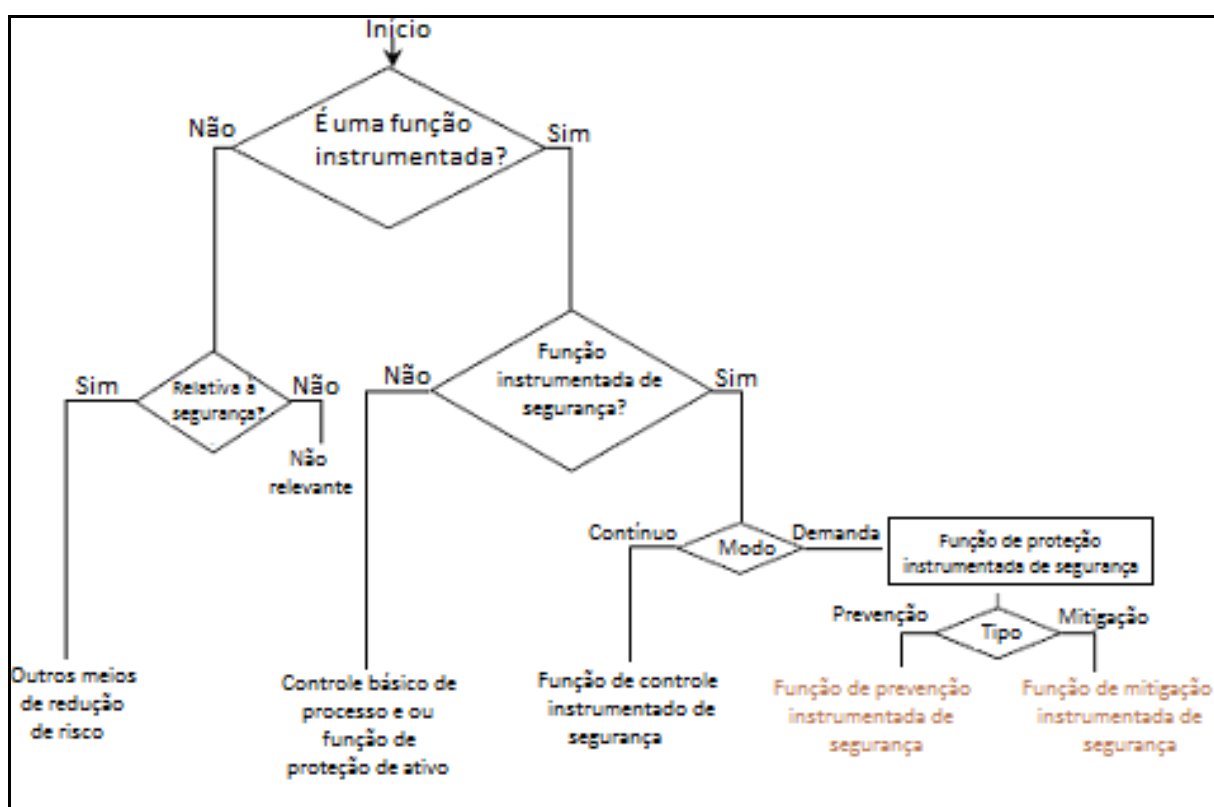 Início
É uma função
instrumentada?
Não
Sim
Relativa à
segurança?
Sim
Não
Não
relevante
Função
instrumentada de
segurança?
Não
Sim
Contínuo
Modo
Demanda
Função de proteção
instrumentada de segurança
Prevenção
Tipo
Mitigação
Outros meios
de redução
de risco
Controle básico de
processo e ou
função de
proteção de ativo
Função de controle
instrumentado de
segurança
Função de prevenção
instrumentada de
segurança
Função de mitigação
instrumentada de
segurança